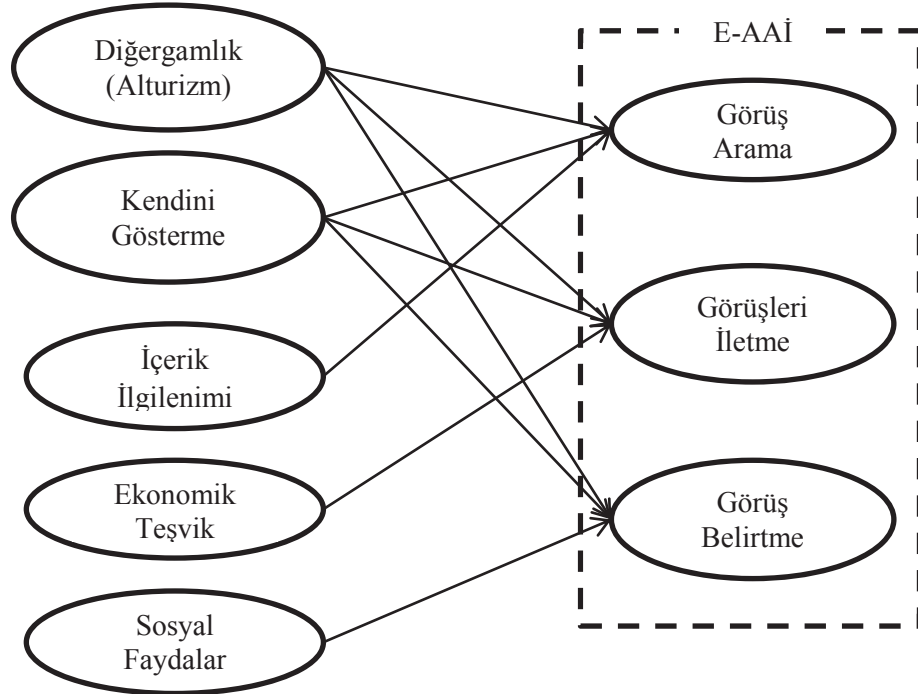 Diğergamlık
(Alturizm)
Kendini
Gösterme
İçerik
İlgilenimi
Ekonomik
Teşvik
Sosyal
Faydalar
E-AAİ
Görüş
Arama
Görüşleri
İletme
Görüş
Belirtme